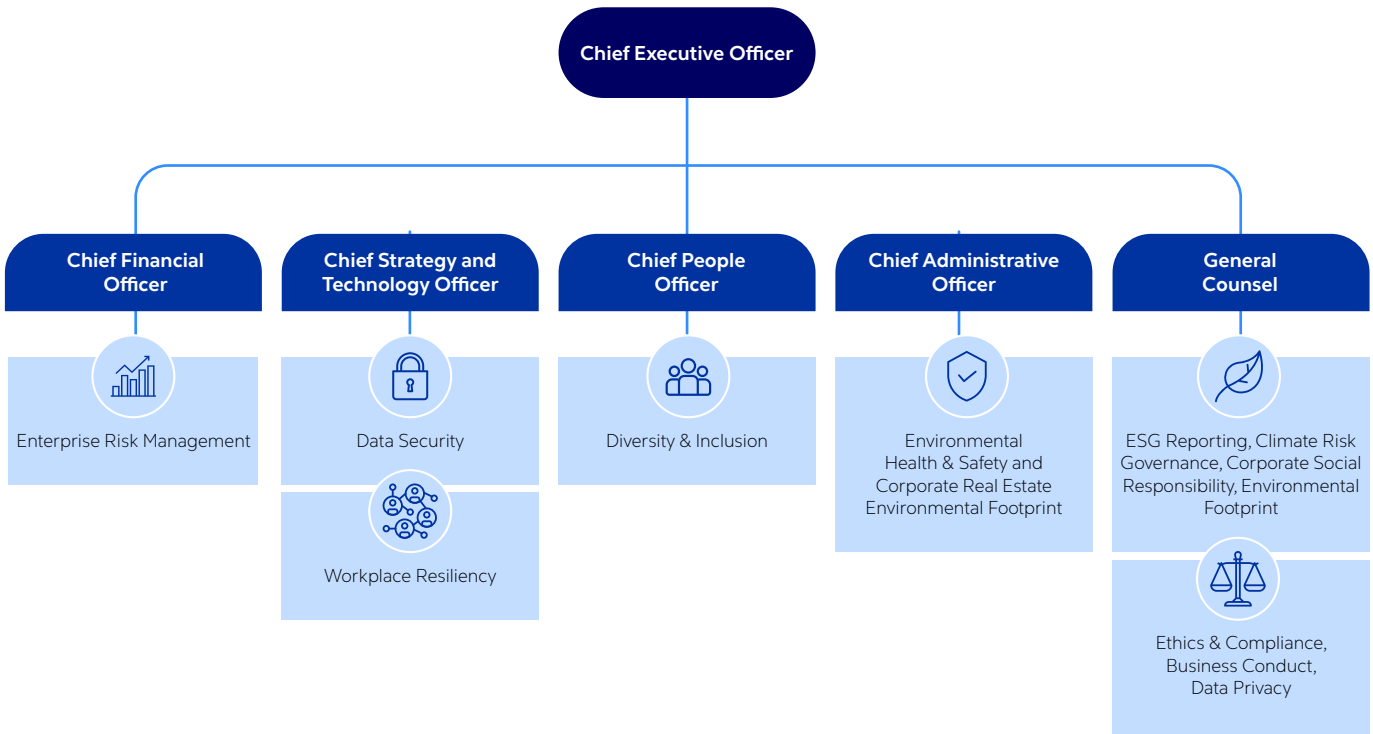 Chief Executive Officer
Chief Financial
Officer
Enterprise Risk Management
Chief Strategy and
Technology Officer
Data Security
Workplace Resiliency
Chief People
Officer
Diversity & Inclusion
Chief Administrative
Officer
Environmental
Health & Safety and
Corporate Real Estate
Environmental Footprint
General
Counsel
ESG Reporting, Climate Risk
Governance, Corporate Social
Responsibility, Environmental
Footprint
Ethics & Compliance,
Business Conduct,
Data Privacy